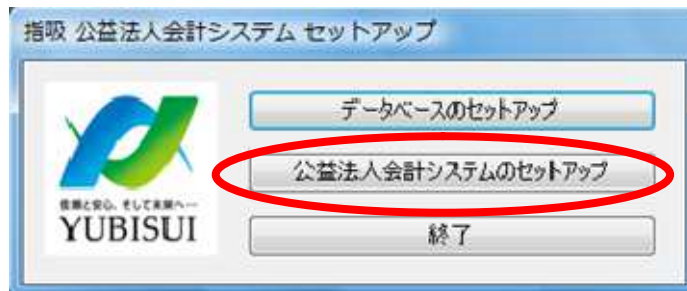 指吸 公益法人会計システム セットアップ
データベースのセットアップ
公益法人会計システムのセットアップ
信頼と安心、そして未来へ―
YUBISUI
終了